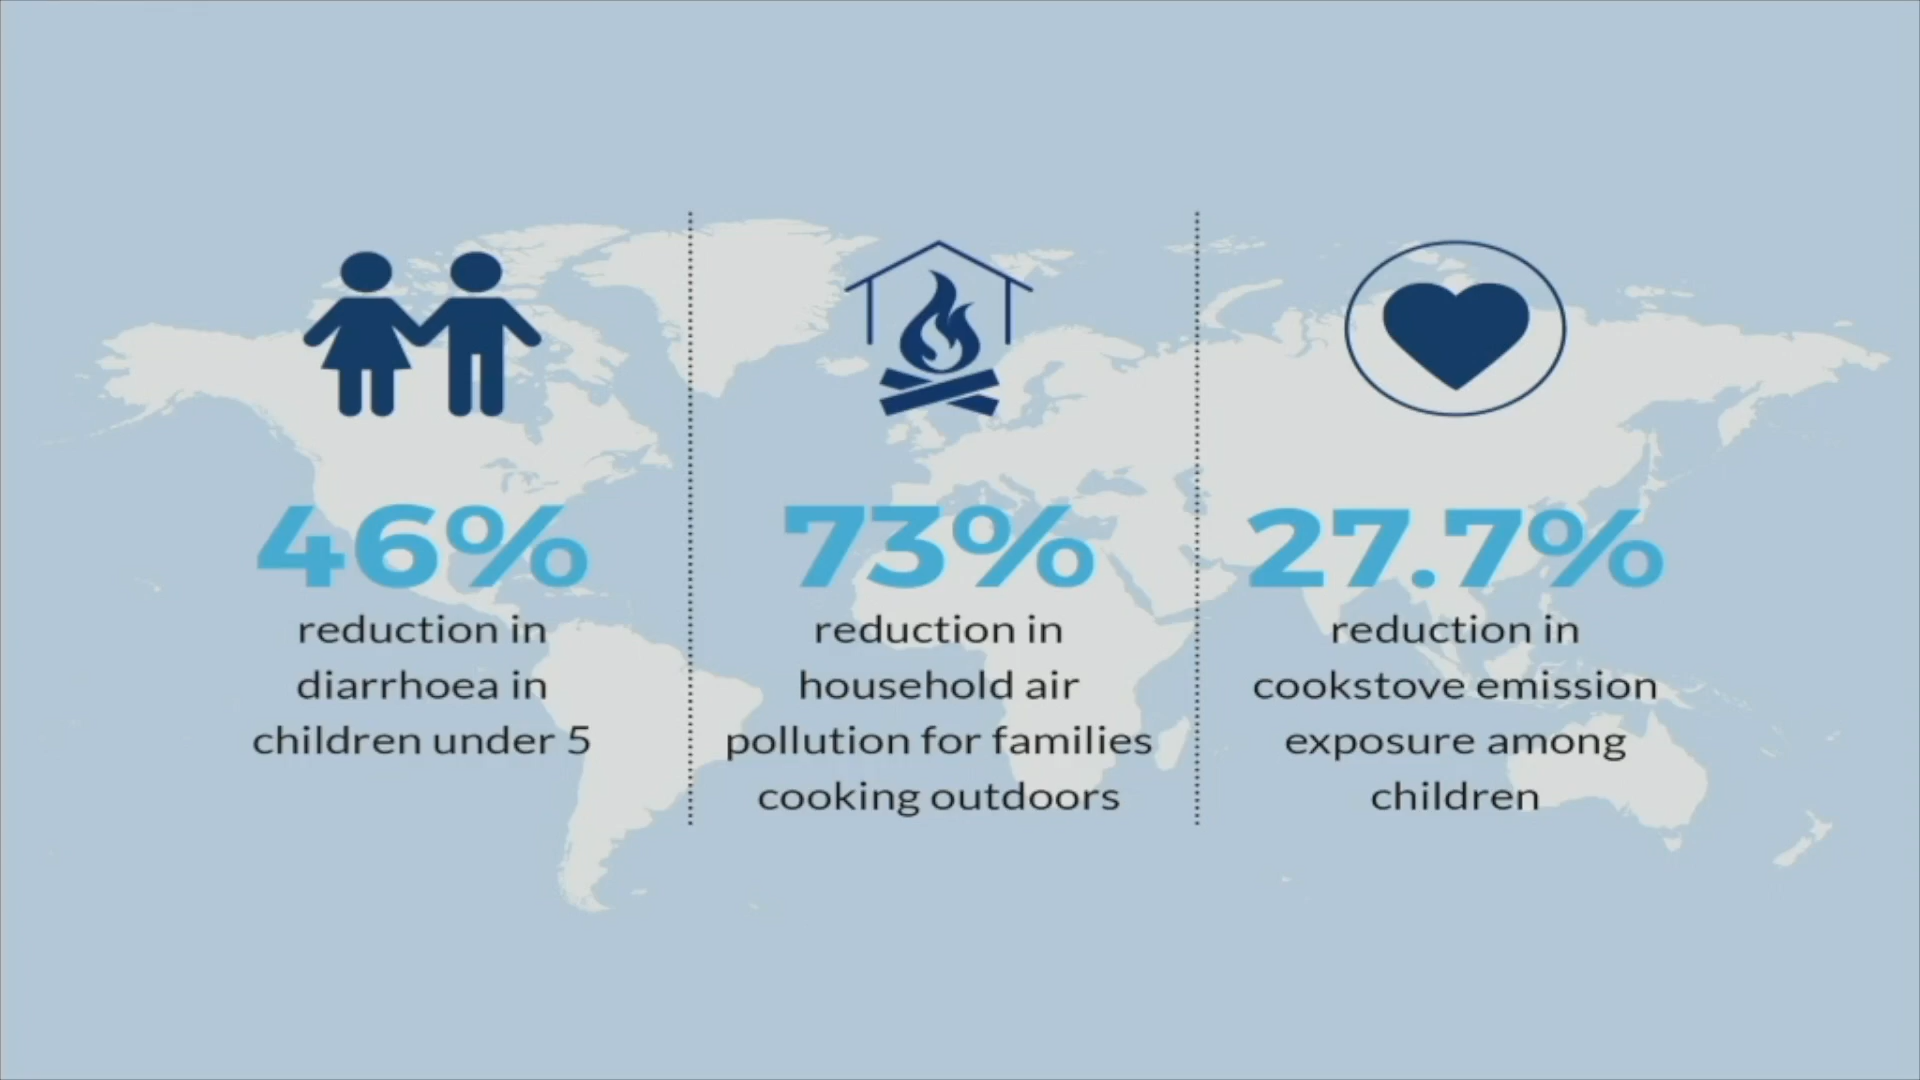 46%
reduction in
diarrhoea in
children under 5
73%
reduction in
household air
pollution for families
cooking outdoors
27.7%
reduction in
cookstove emission
exposure among
children